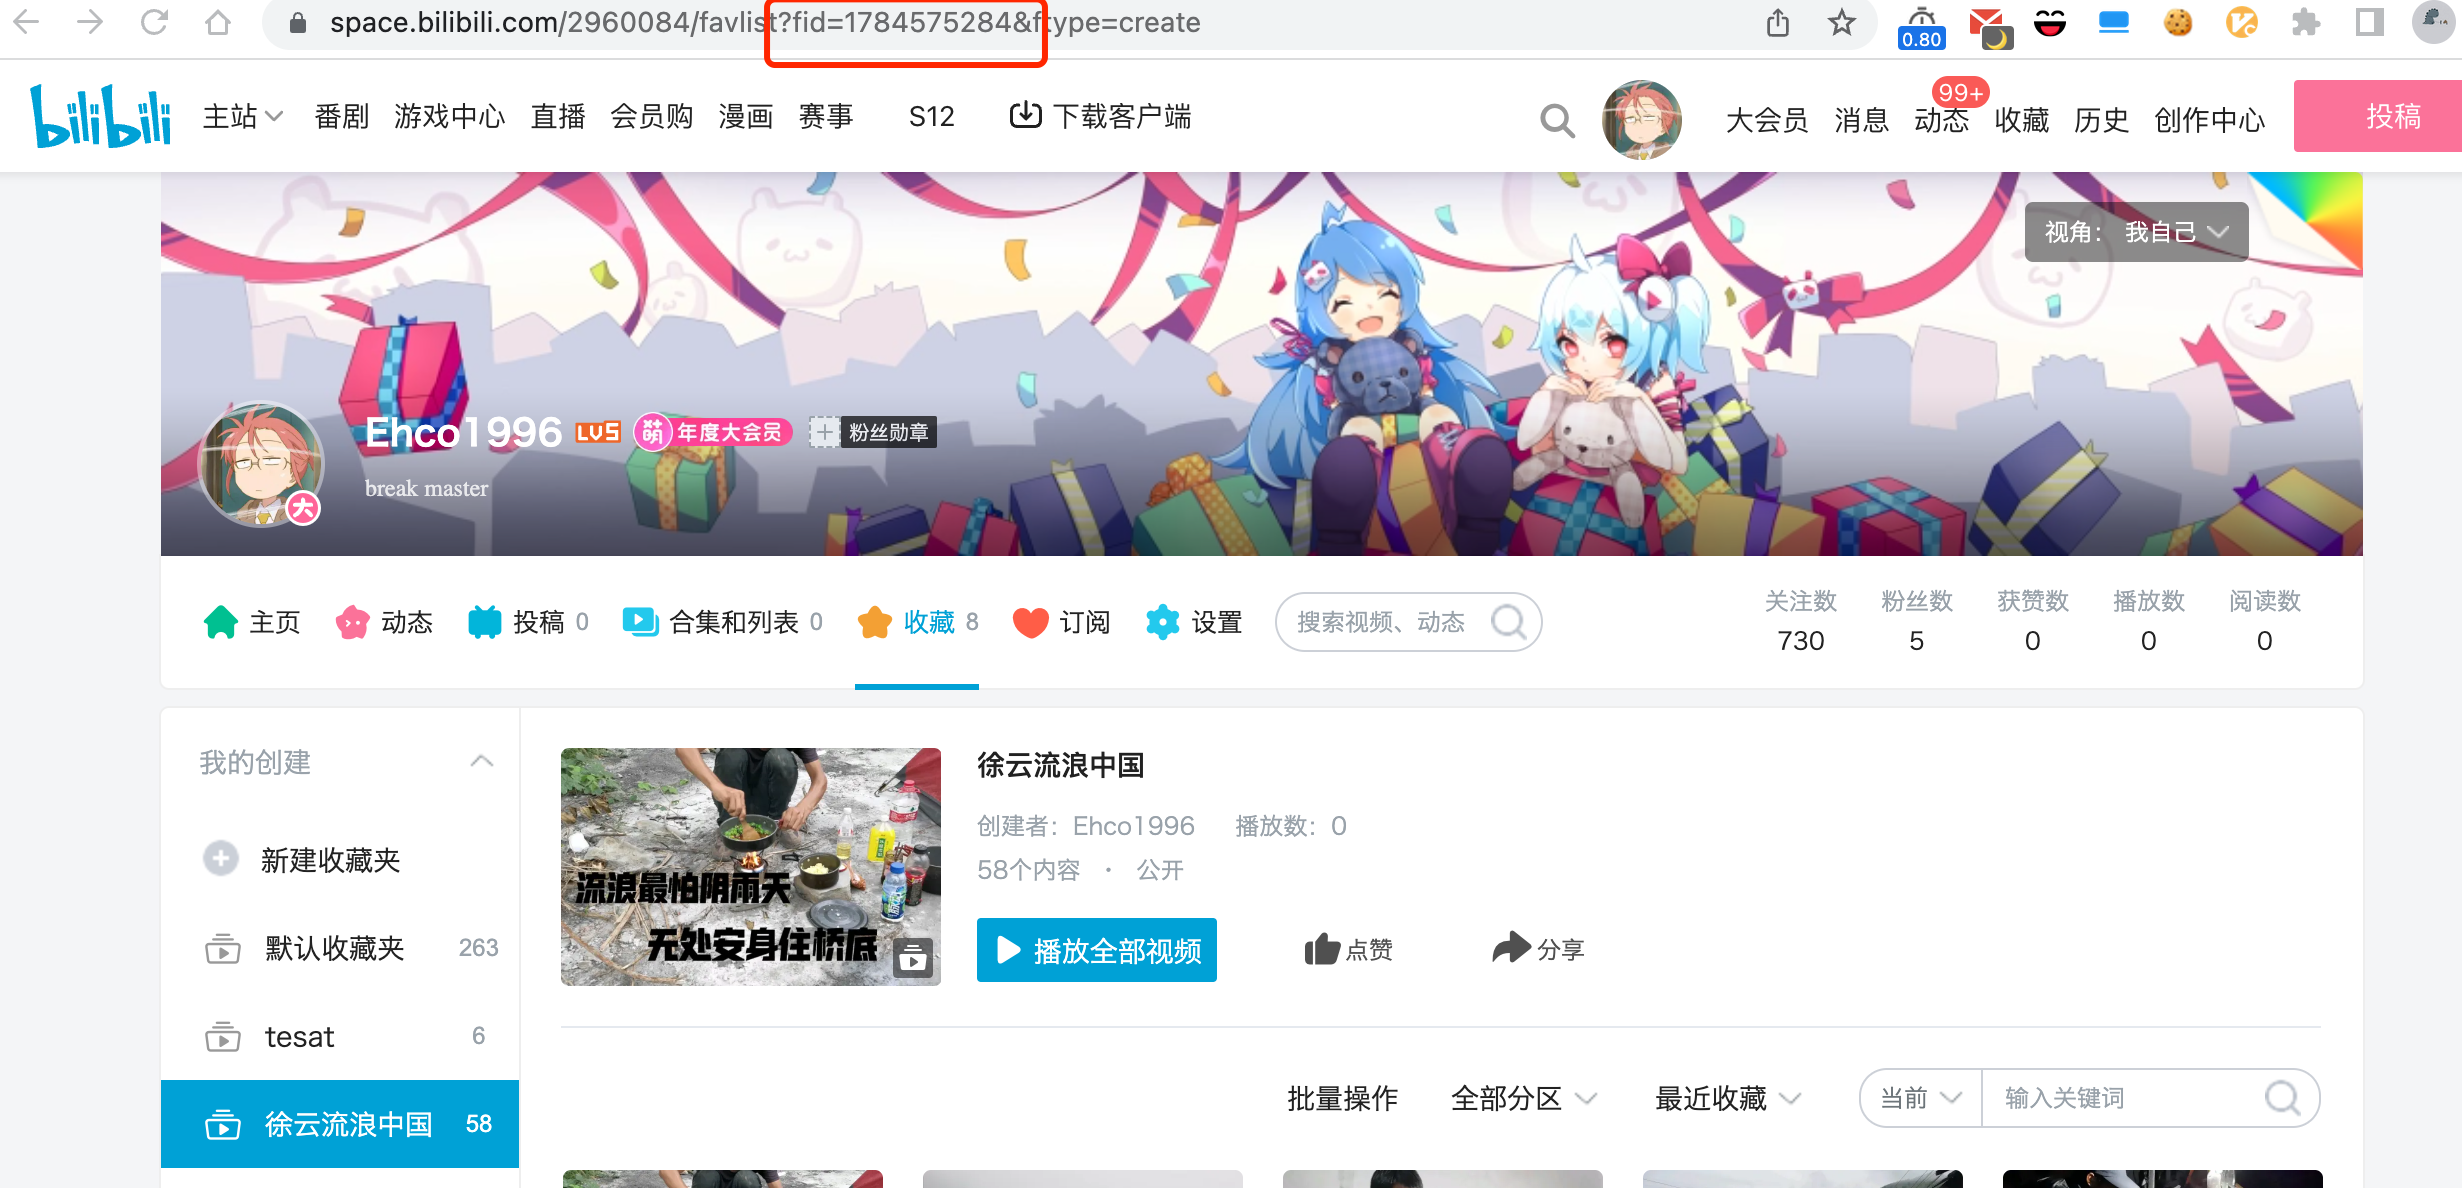 space.bilibili.com/2960084/favlist?fid=1784575284&ftype=create
0.80
bilibili
主站
番剧
游戏中心
直播
会员购
漫画
赛事
S12
下载客户端
大会员
消息
99+
动态
收藏
历史
创作中心
投稿
视角： 我自己
Ehco1996
LV5
萌 年度大会员
粉丝勋章
大
break master
主页
动态
投稿 0
合集和列表 0
收藏 8
订阅
设置
搜索视频、动态
关注数
730
粉丝数
5
获赞数
0
播放数
0
阅读数
0
我的创建
新建收藏夹
默认收藏夹 263
tesat 6
徐云流浪中国 58
流浪最怕阴雨天
无处安身住桥底
徐云流浪中国
创建者：Ehco1996 播放数：0
58个内容 · 公开
播放全部视频
点赞
分享
批量操作
全部分区
最近收藏
当前
输入关键词